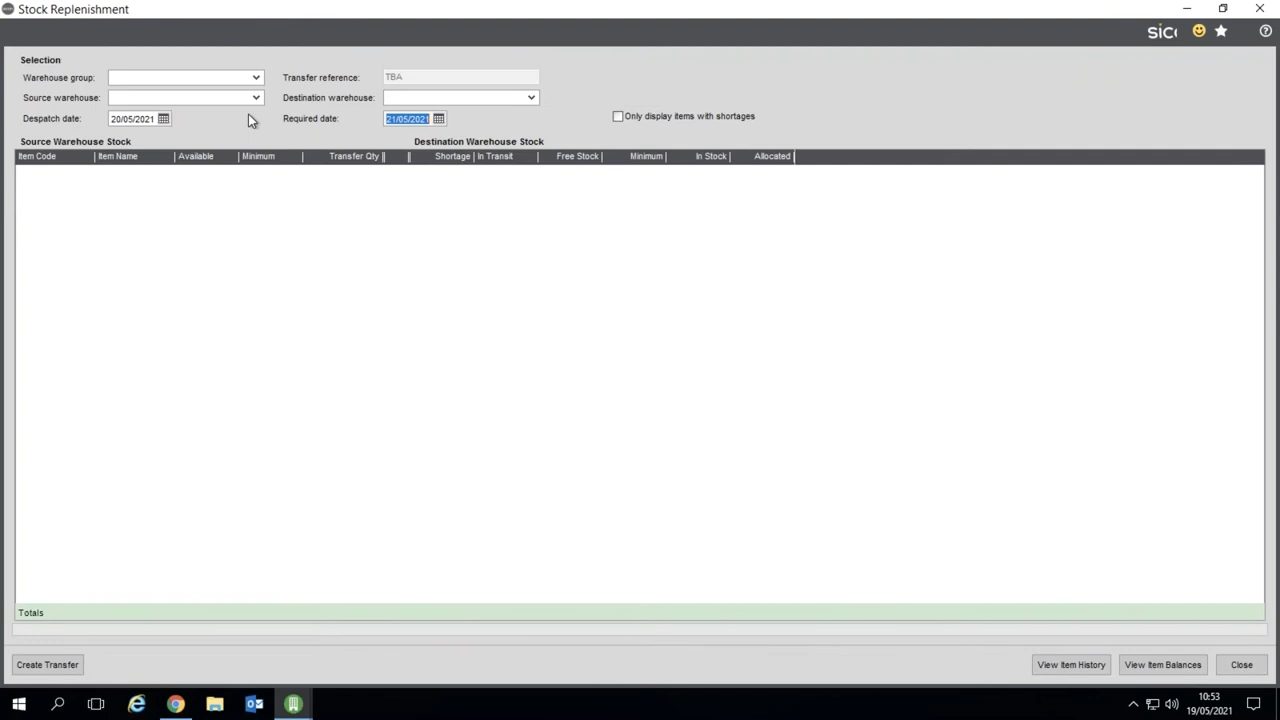 Stock Replenishment
sic
Selection
Warehouse group: Transfer reference: TBA
Source warehouse: Destination warehouse:
Despatch date: 20/05/2021 Required date: 21/05/2021 Only display items with shortages
Source Warehouse Stock Destination Warehouse Stock
Item Code Item Name Available Minimum Transfer Qty Shortage In Transit Free Stock Minimum In Stock Allocated
Totals
Create Transfer View Item History View Item Balances Close
10:53
19/05/2021